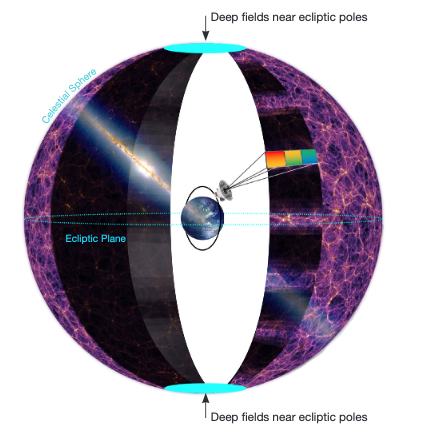 Deep fields near ecliptic poles
Celestial Sphere
Ecliptic Plane
Deep fields near ecliptic poles